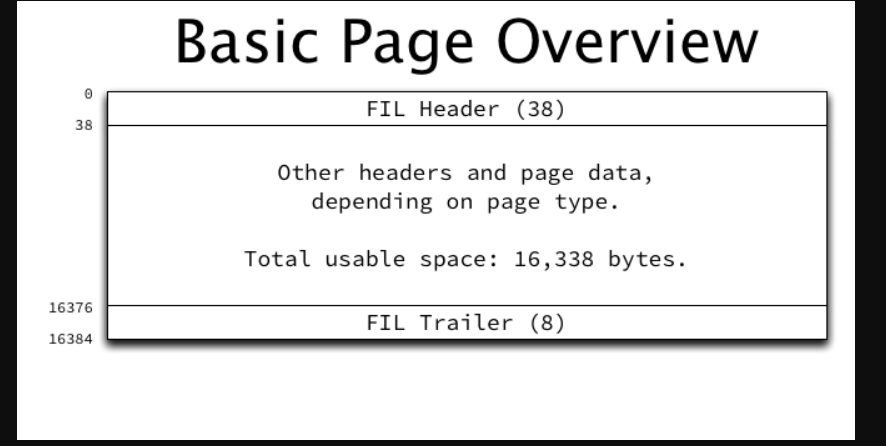 Basic Page Overview
0
FIL Header (38)
38
Other headers and page data,
depending on page type.
Total usable space: 16,338 bytes.
16376
FIL Trailer (8)
16384